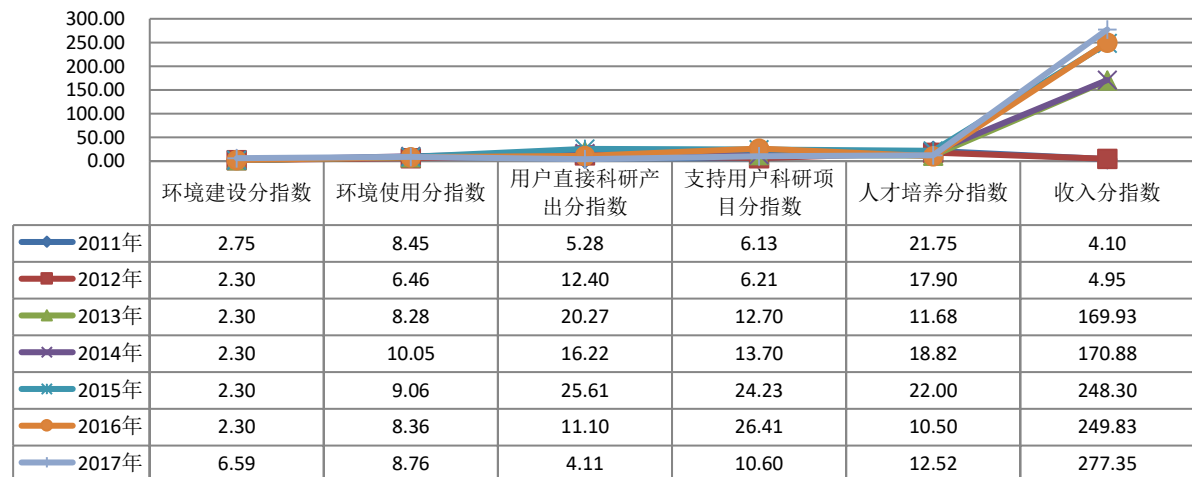 300.00
250.00
200.00
150.00
100.00
50.00
0.00
环境建设分指数 环境使用分指数 用户直接科研产 支持用户科研项 人才培养分指数 收入分指数
出分指数 目分指数
2011年 2.75 8.45 5.28 6.13 21.75 4.10
2012年 2.30 6.46 12.40 6.21 17.90 4.95
2013年 2.30 8.28 20.27 12.70 11.68 169.93
2014年 2.30 10.05 16.22 13.70 18.82 170.88
2015年 2.30 9.06 25.61 24.23 22.00 248.30
2016年 2.30 8.36 11.10 26.41 10.50 249.83
2017年 6.59 8.76 4.11 10.60 12.52 277.35